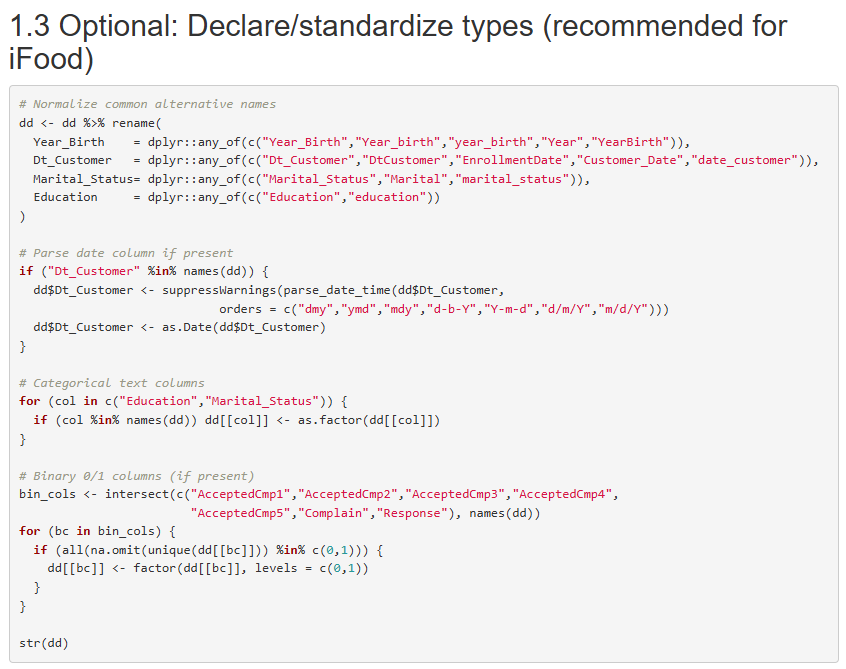 1.3 Optional: Declare/standardize types (recommended for
iFood)
# Normalize common alternative names
dd <- dd %>% rename(
  Year_Birth    = dplyr::any_of(c("Year_Birth","Year_birth","year_birth","Year","YearBirth")),
  Dt_Customer   = dplyr::any_of(c("Dt_Customer","DtCustomer","EnrollmentDate","Customer_Date","date_customer")),
  Marital_Status= dplyr::any_of(c("Marital_Status","Marital","marital_status")),
  Education     = dplyr::any_of(c("Education","education"))
)
# Parse date column if present
if ("Dt_Customer" %in% names(dd)) {
  dd$Dt_Customer <- suppressWarnings(parse_date_time(dd$Dt_Customer,
                            orders = c("dmy","ymd","mdy","d-b-Y","Y-m-d","d/m/Y","m/d/Y")))
  dd$Dt_Customer <- as.Date(dd$Dt_Customer)
}
# Categorical text columns
for (col in c("Education","Marital_Status")) {
  if (col %in% names(dd)) dd[[col]] <- as.factor(dd[[col]])
}
# Binary 0/1 columns (if present)
bin_cols <- intersect(c("AcceptedCmp1","AcceptedCmp2","AcceptedCmp3","AcceptedCmp4",
                        "AcceptedCmp5","Complain","Response"), names(dd))
for (bc in bin_cols) {
  if (all(na.omit(unique(dd[[bc]])) %in% c(0,1))) {
    dd[[bc]] <- factor(dd[[bc]], levels = c(0,1))
  }
}
str(dd)